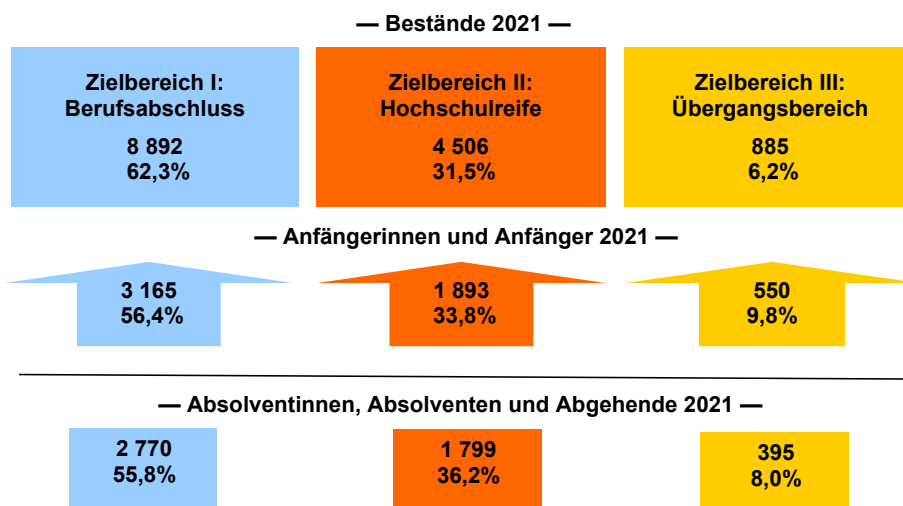 — Bestände 2021 —
Zielbereich I:
Berufsabschluss
8 892
62,3%
Zielbereich II:
Hochschulreife
4 506
31,5%
Zielbereich III:
Übergangsbereich
885
6,2%
— Anfängerinnen und Anfänger 2021 —
3 165
56,4%
1 893
33,8%
550
9,8%
— Absolventinnen, Absolventen und Abgehende 2021 —
2 770
55,8%
1 799
36,2%
395
8,0%